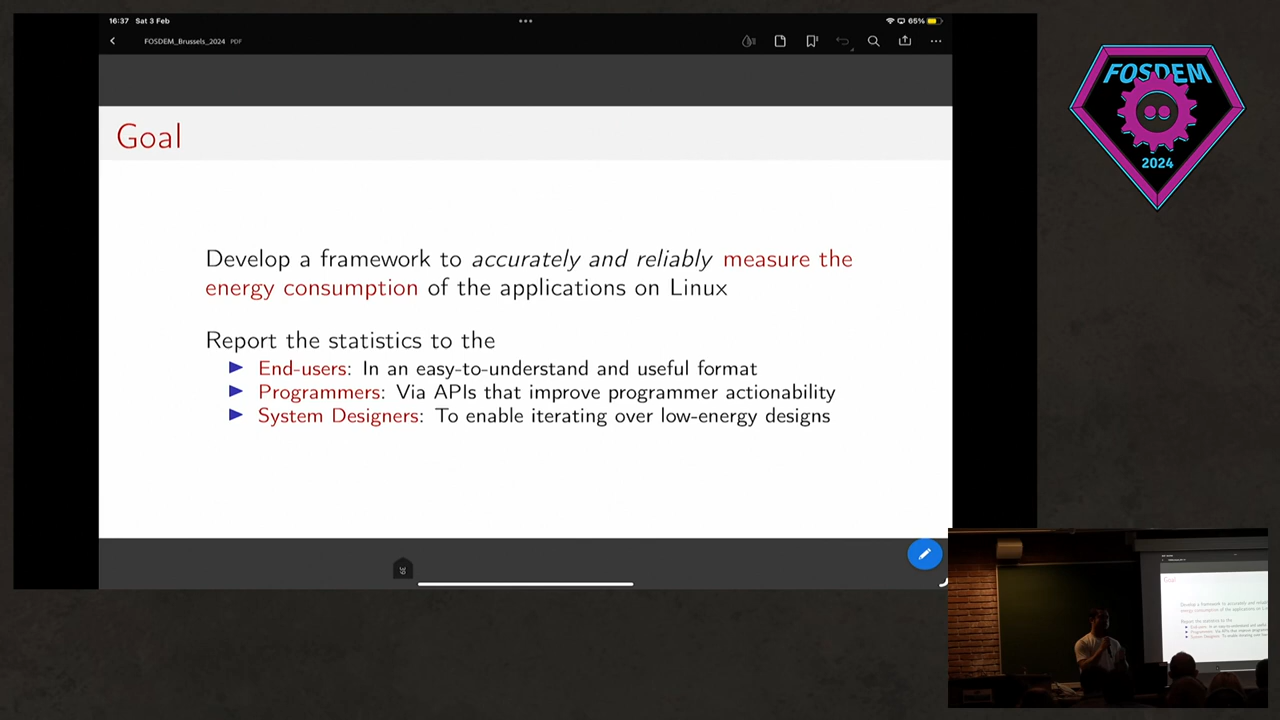 16:37 Sat 3 Feb
65%
FOSDEM_Brussels_2024 PDF
FOSDEM
2024
Goal
Develop a framework to accurately and reliably measure the
energy consumption of the applications on Linux
Report the statistics to the
End-users: In an easy-to-understand and useful format
Programmers: Via APIs that improve programmer actionability
System Designers: To enable iterating over low-energy designs
39
Goal